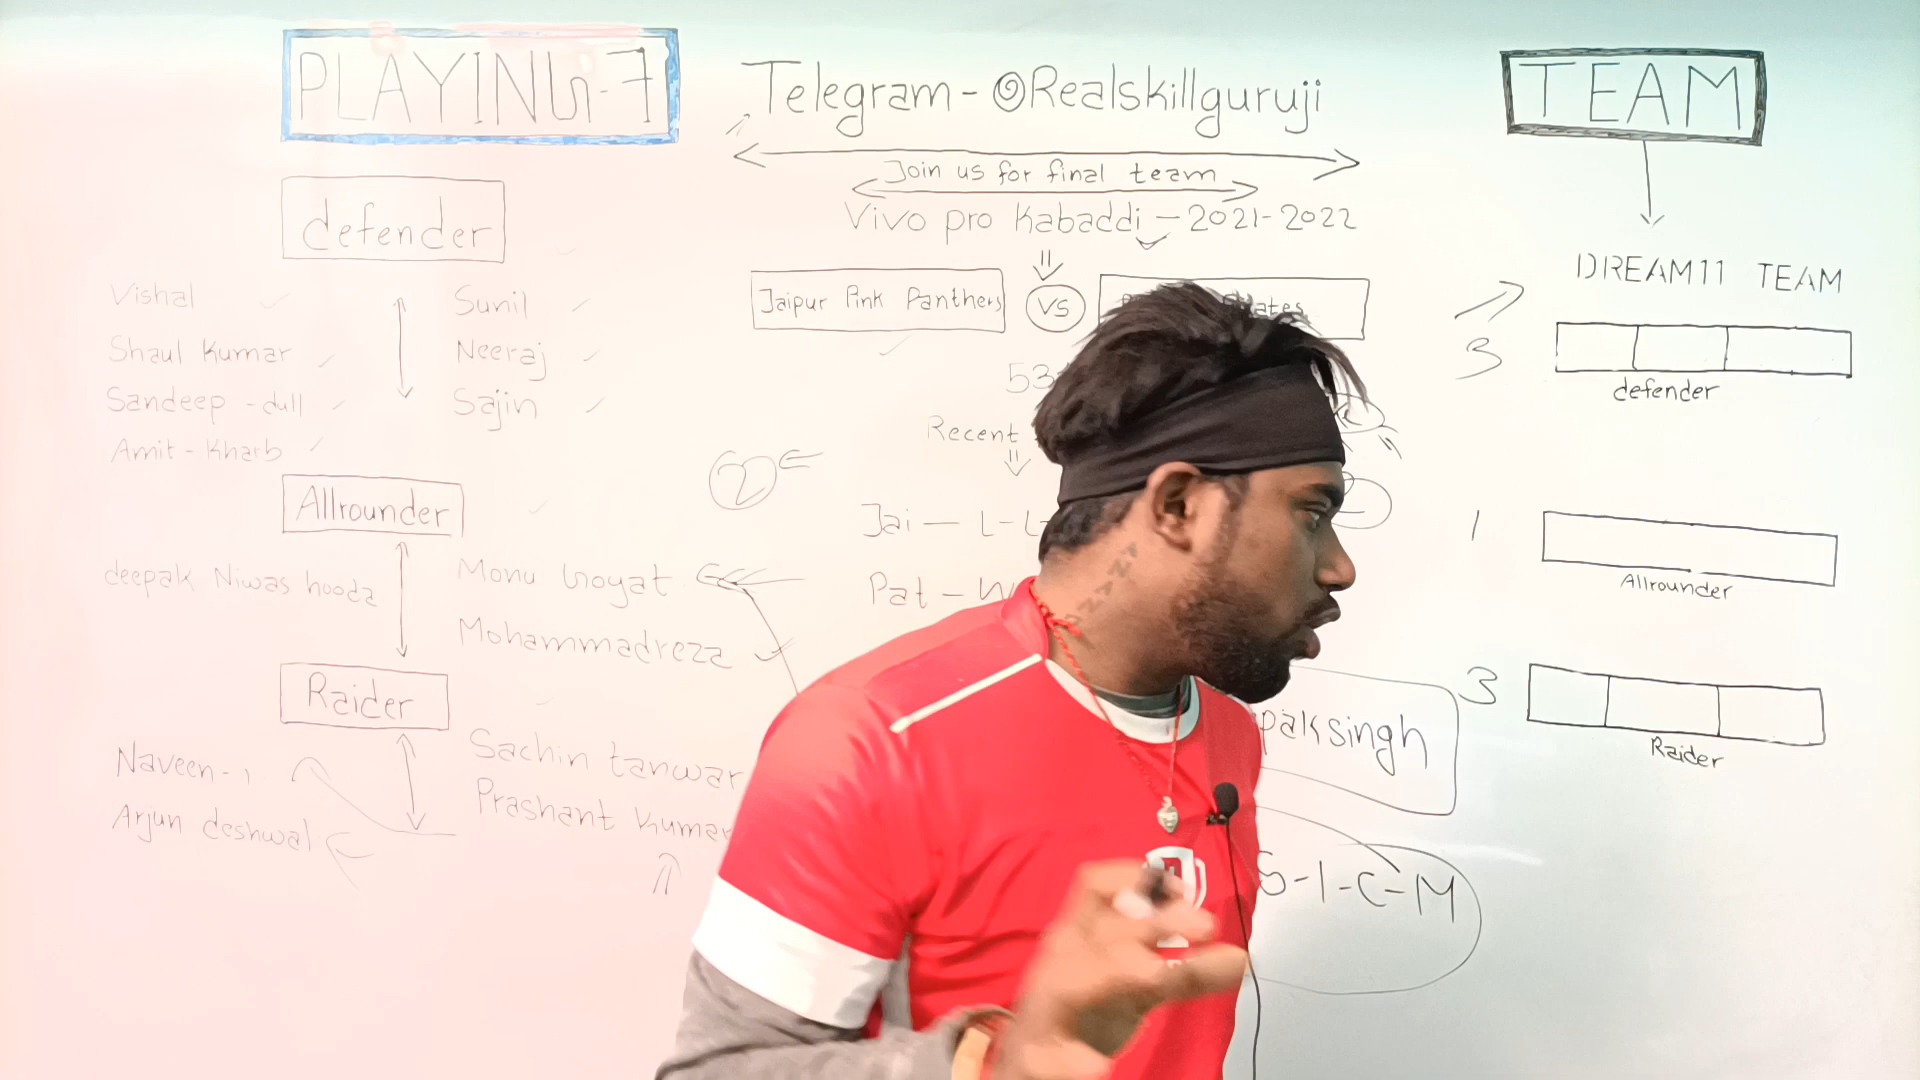 PLAYING-7
Telegram - @Realskillguruji
Join us for final team
Vivo pro Kabaddi - 2021-2022
Jaipur Pink Panthers
VS
defender
Vishal
Shaul Kumar
Sandeep - dull
Amit - Kharb
Sunil
Neeraj
Sajin
Allrounder
deepak Niwas hooda
Monu Goyat
Mohammadreza
Raider
Naveen - 1
Arjun deshwal
Sachin tanwar
Prashant Kumar
53
Recent
2
Jai - L - L -
Pat - W
singh
S-1-C-M
TEAM
DREAM11 TEAM
3
defender
1
Allrounder
3
Raider